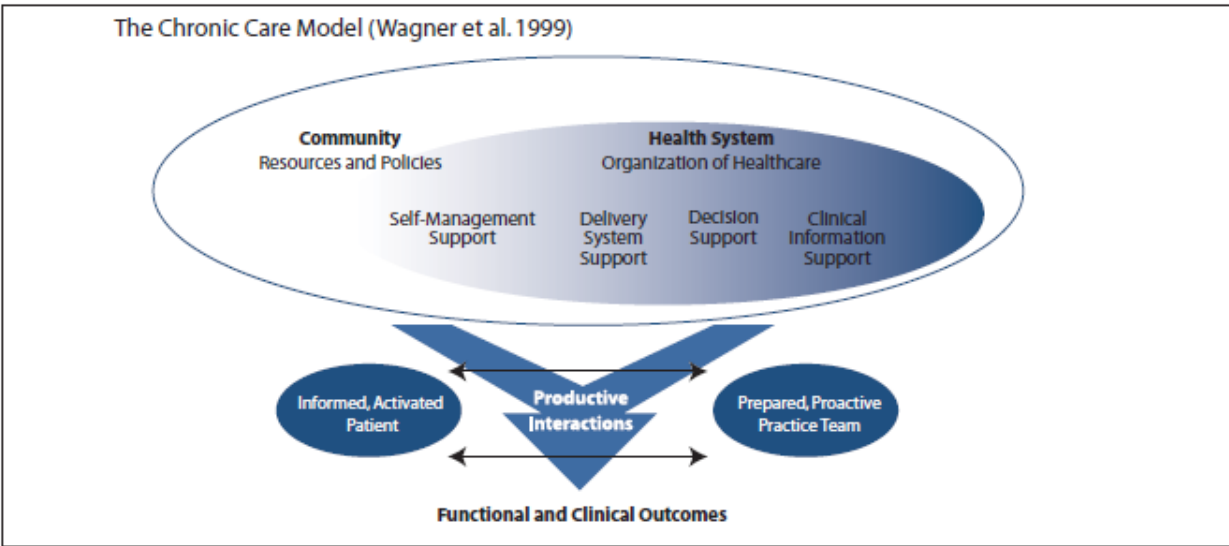 The Chronic Care Model (Wagner et al. 1999)
Community
Resources and Policies
Health System
Organization of Healthcare
Self-Management
Support
Delivery
System
Support
Decision
Support
Clinical
Information
Support
Informed, Activated
Patient
Productive
Interactions
Prepared, Proactive
Practice Team
Functional and Clinical Outcomes